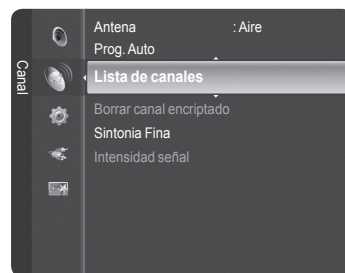 Canal
Antena : Aire
Prog. Auto
Lista de canales
Borrar canal encriptado
Sintonia Fina
Intensidad señal